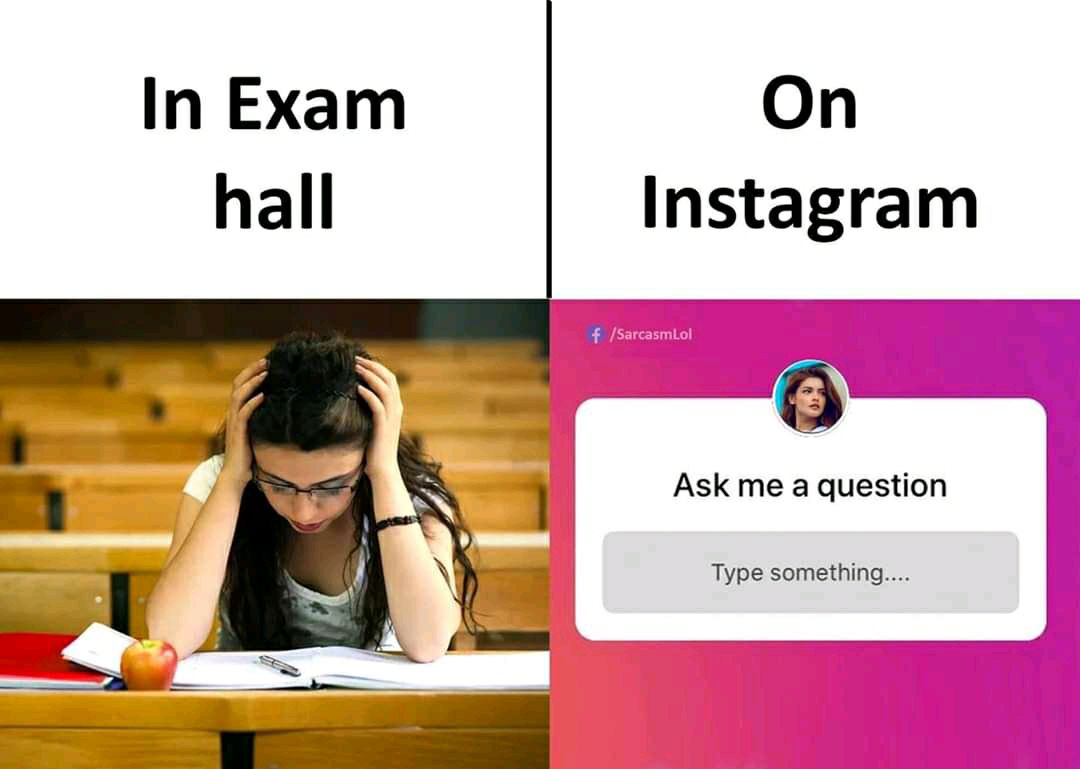 In Exam
hall
On
Instagram
/SarcasmLol
Ask me a question
Type something....